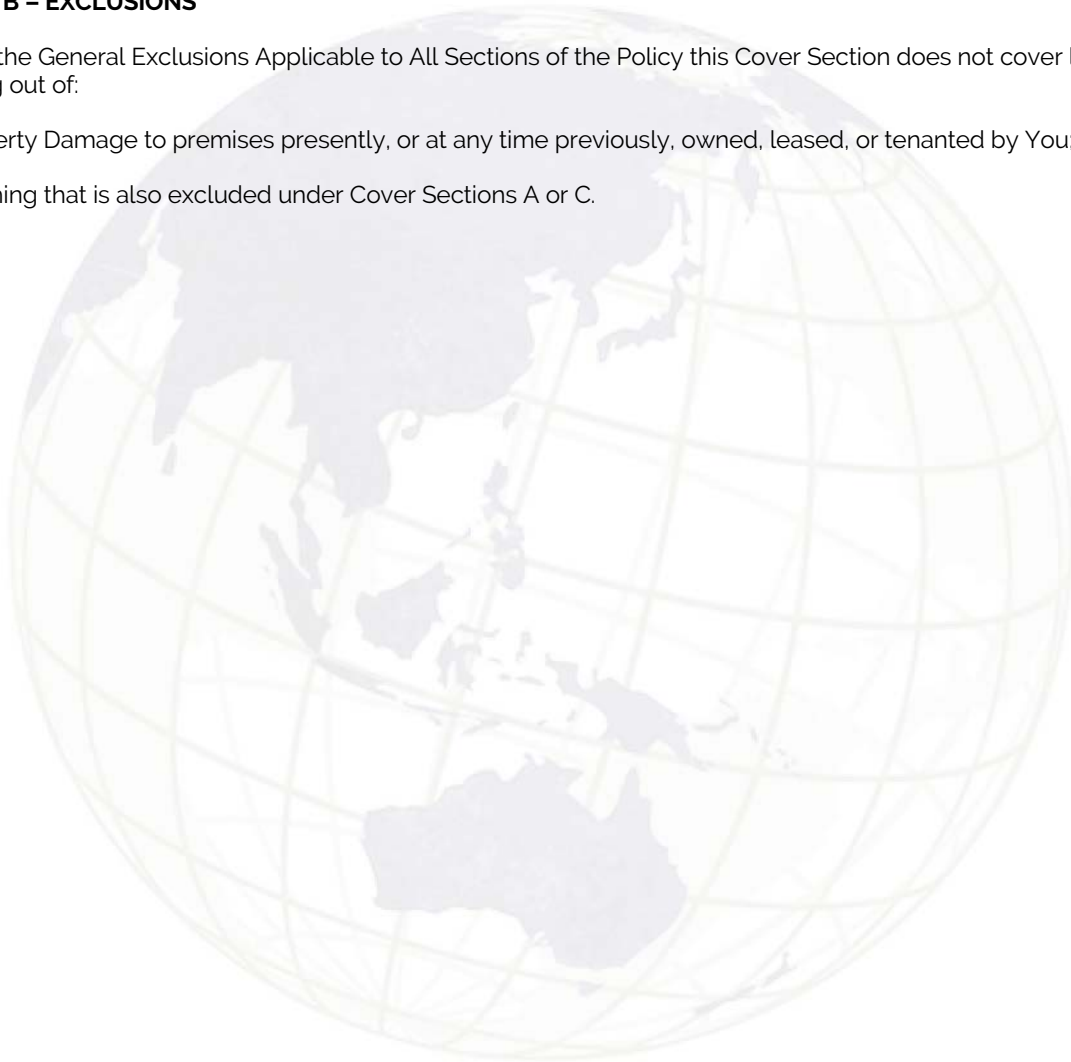 B – EXCLUSIONS
the General Exclusions Applicable to All Sections of the Policy this Cover Section does not cover
out of:
Damage to premises presently, or at any time previously, owned, leased, or tenanted by You;
that is also excluded under Cover Sections A or C.